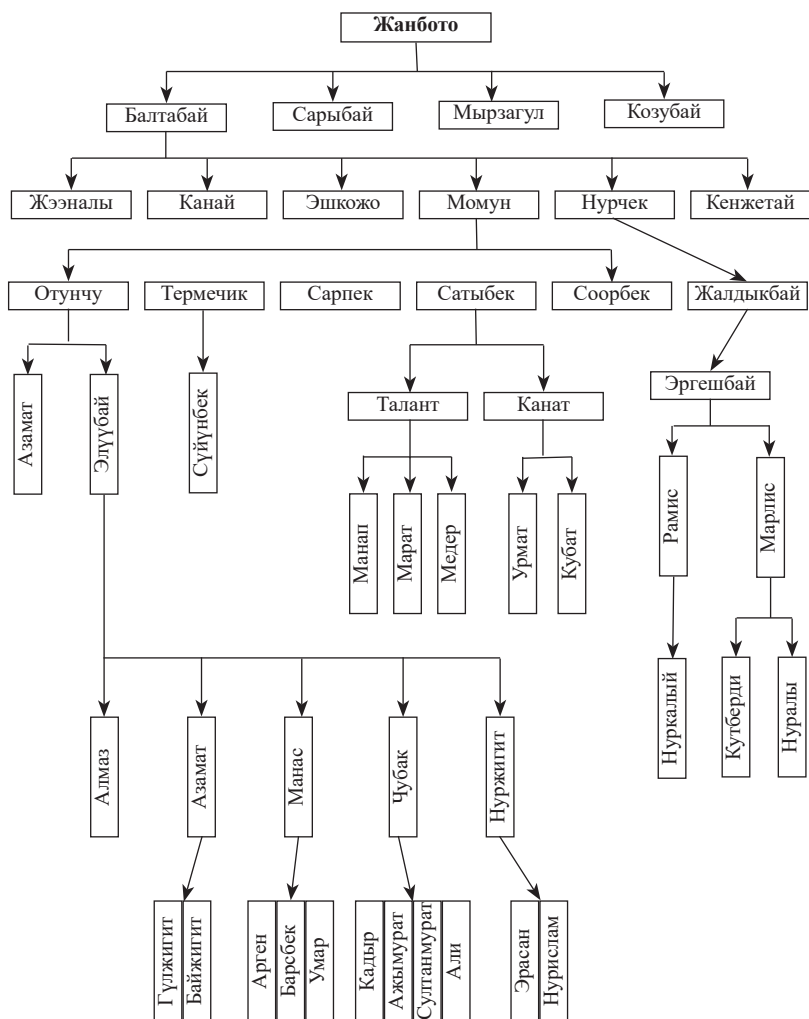 Жанбото
Балтабай
Сарыбай
Мырзагул
Козубай
Жээналы
Канай
Эшкожо
Момун
Нурчек
Кенжетай
Отунчу
Термечик
Сарпек
Сатыбек
Соорбек
Жалдыкбай
Азамат
Элүүбай
Сүйүнбек
Талант
Канат
Эргешбай
Манап
Марат
Медер
Урмат
Кубат
Рамис
Марлис
Нуркалый
Кутберди
Нуралы
Алмаз
Азамат
Манас
Чубак
Нуржигит
Гүлжигит
Байжигит
Арген
Барсбек
Умар
Кадыр
Ажымурат
Султанмурат
Али
Эрасан
Нурислам